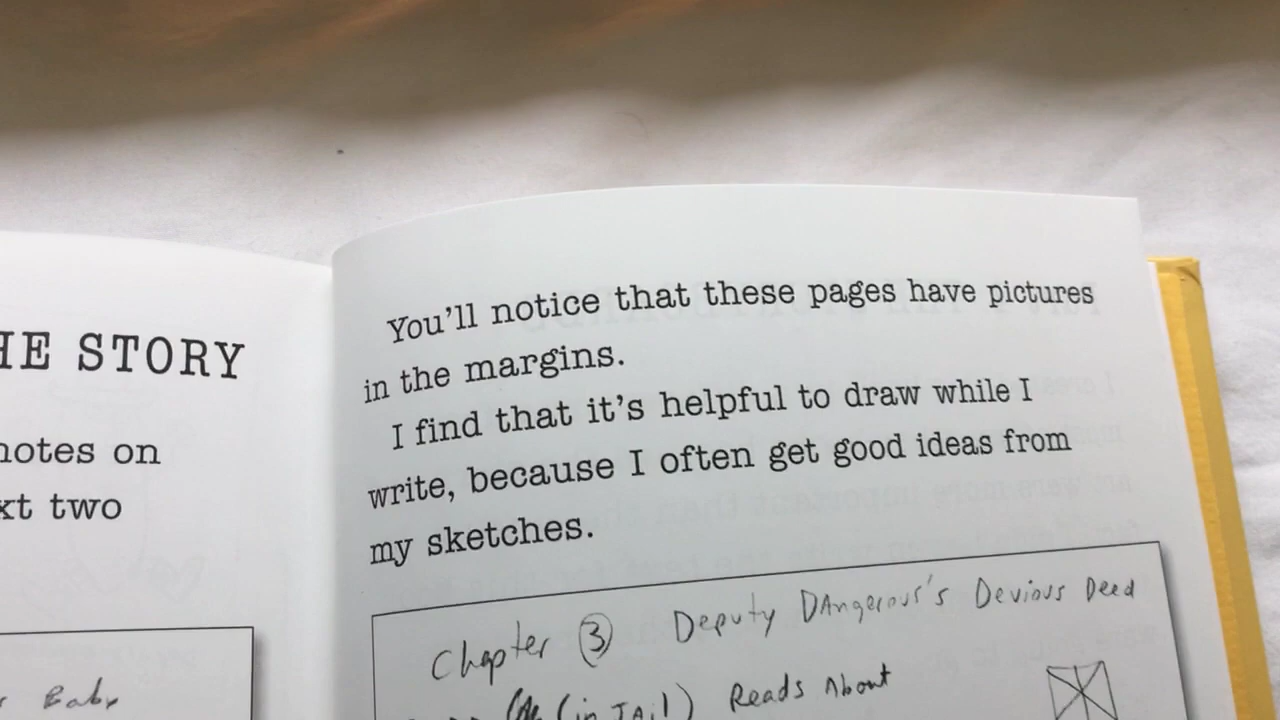 HE STORY
notes on
xt two
Baby
You'll notice that these pages have pictures
in the margins.
I find that it's helpful to draw while I
write, because I often get good ideas from
my sketches.
Chapter 3 Deputy DAngerous's Devious Deed
(in JAil) Reads About